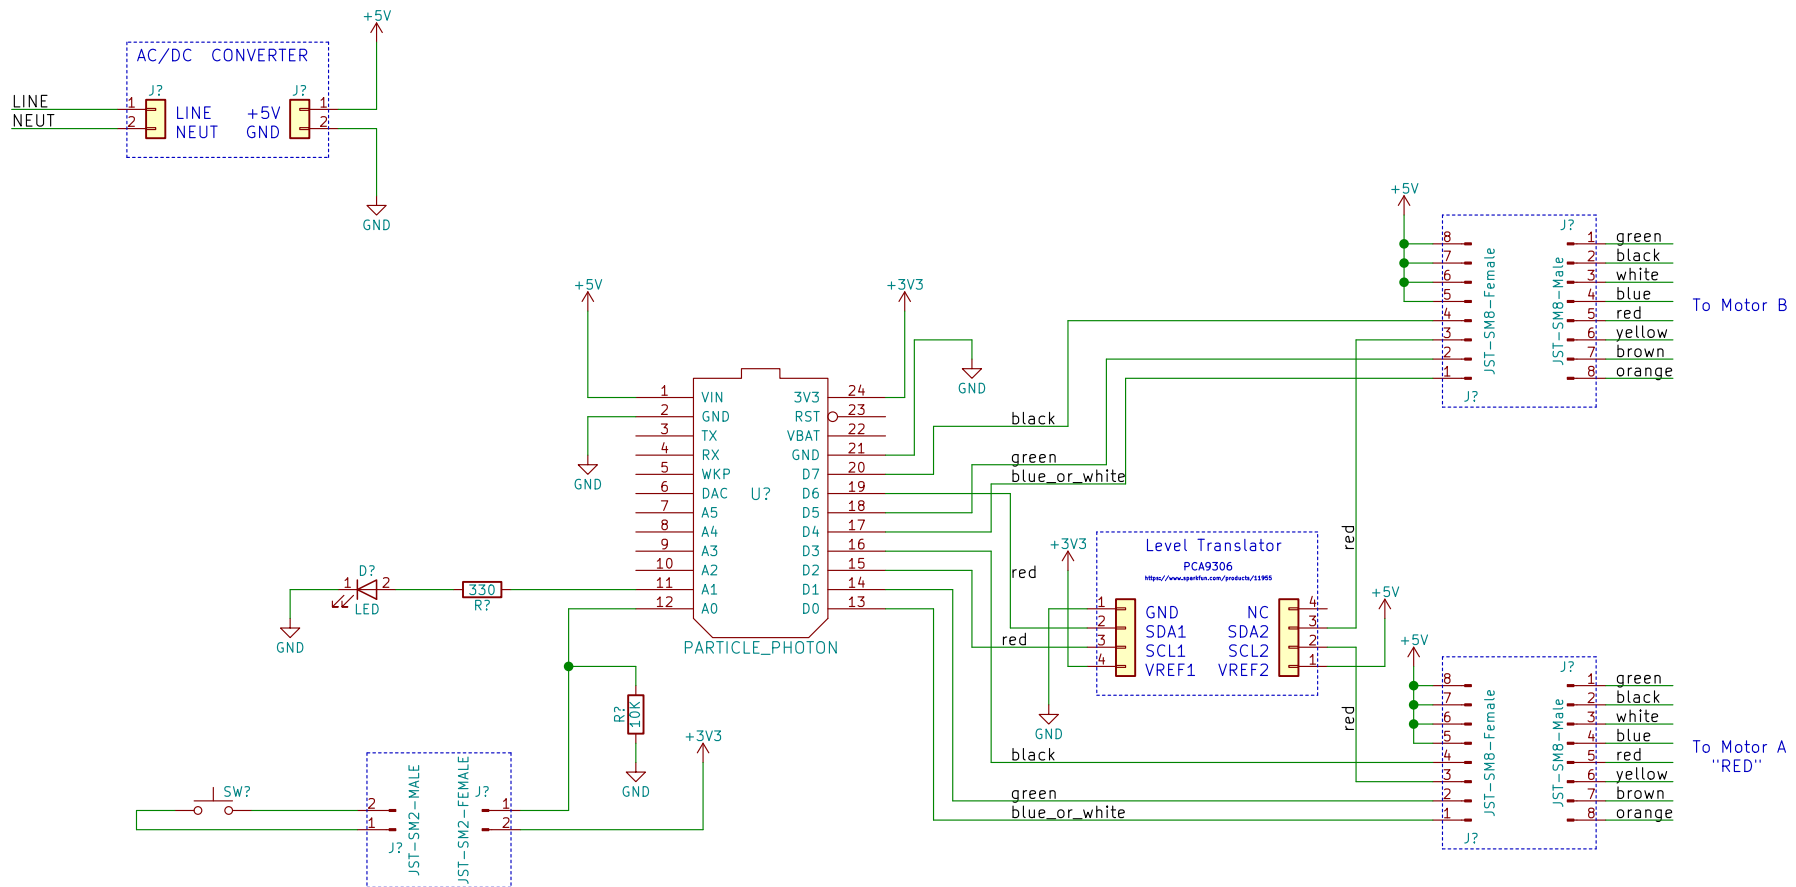 +5V
AC/DC CONVERTER
J? J?
LINE 1 LINE +5V 1
NEUT 2 NEUT GND 2
GND
+5V
J?
8 1 green
7 2 black
6 3 white
5 4 blue
4 5 red
3 6 yellow
2 7 brown
1 8 orange
JST-SM8-Female
JST-SM8-Male
J?
To Motor B
+5V
+3V3
GND
GND
1 VIN 3V3 24
2 GND RST 23
3 TX VBAT 22
4 RX GND 21
5 WKP D7 20
6 DAC D6 19
7 A5 D5 18
8 A4 D4 17
9 A3 D3 16
10 A2 D2 15
11 A1 D1 14
12 A0 D0 13
U?
PARTICLE_PHOTON
black
green
blue_or_white
red
red
red
red
black
green
blue_or_white
D?
1 2
LED
GND
330
R?
R?
10K
GND
+3V3
SW?
2 1
1 2
J?
J?
JST-SM2-MALE
JST-SM2-FEMALE
+3V3
Level Translator
PCA9306
https://www.sparkfun.com/products/11955
1 GND NC 4
2 SDA1 SDA2 3
3 SCL1 SCL2 2
4 VREF1 VREF2 1
GND
+5V
+5V
J?
8 1 green
7 2 black
6 3 white
5 4 blue
4 5 red
3 6 yellow
2 7 brown
1 8 orange
JST-SM8-Female
JST-SM8-Male
J?
To Motor A
"RED"